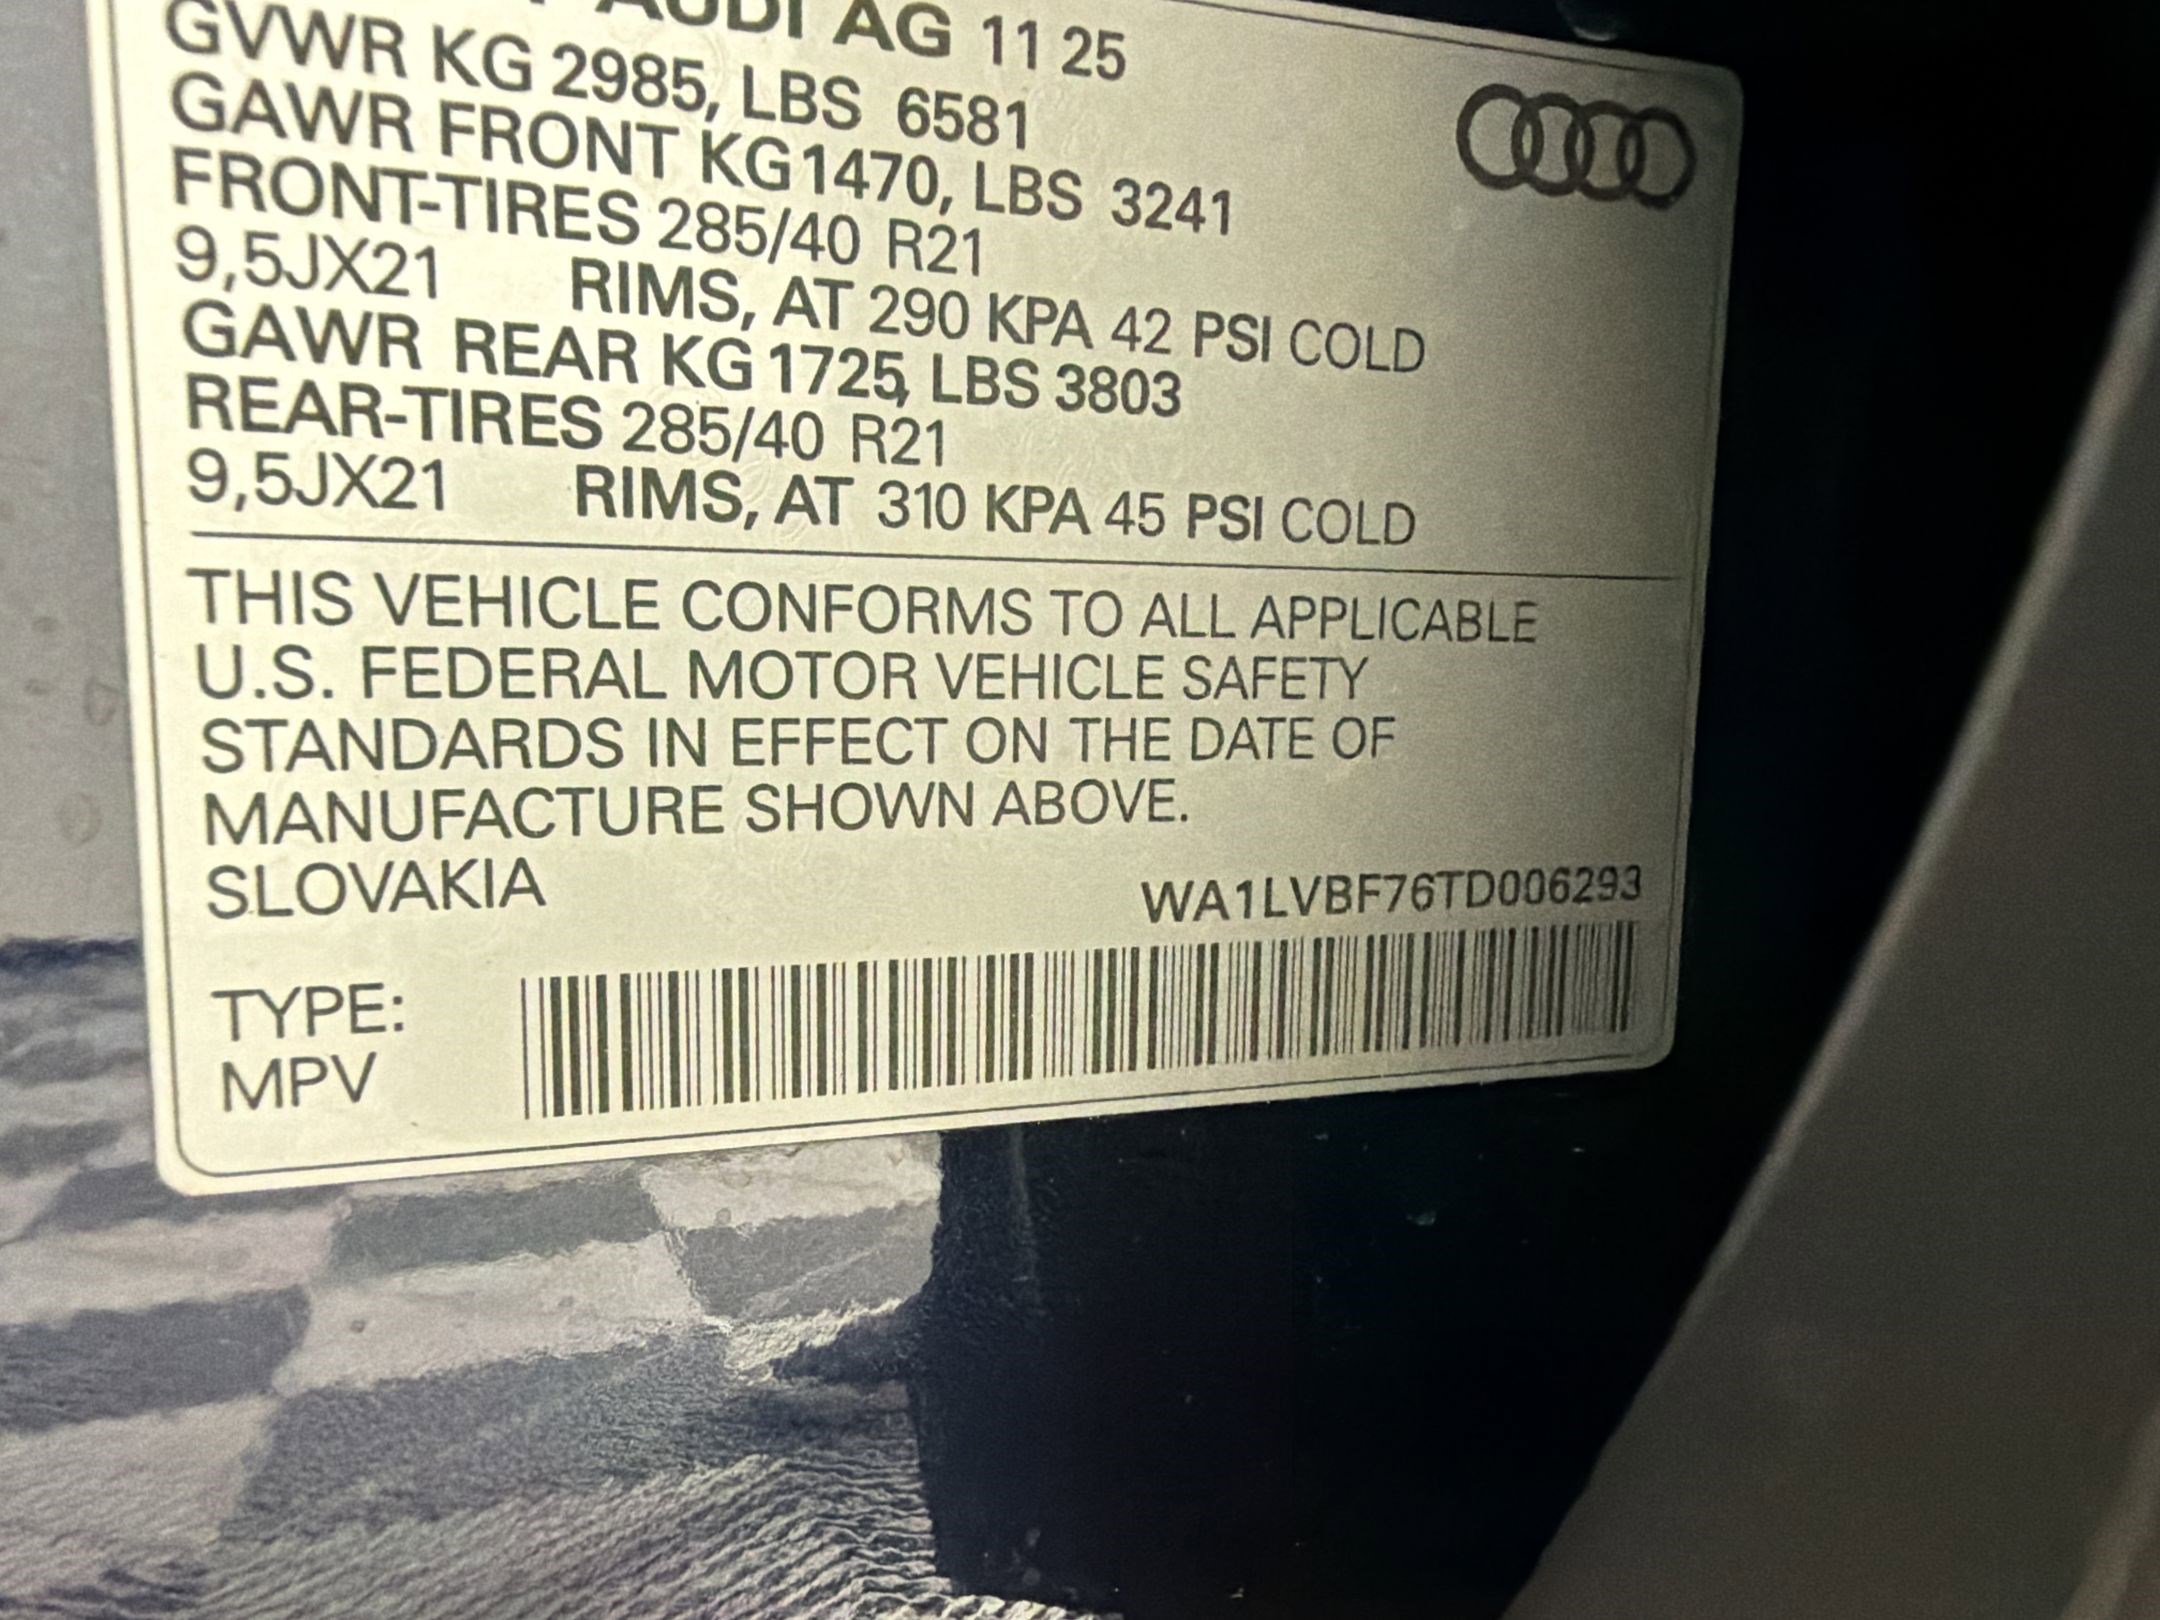 AUDI AG 11 25
GVWR KG 2985, LBS 6581
GAWR FRONT KG 1470, LBS 3241
FRONT-TIRES 285/40 R21
9,5JX21 RIMS, AT 290 KPA 42 PSI COLD
GAWR REAR KG 1725, LBS 3803
REAR-TIRES 285/40 R21
9,5JX21 RIMS, AT 310 KPA 45 PSI COLD
THIS VEHICLE CONFORMS TO ALL APPLICABLE
U.S. FEDERAL MOTOR VEHICLE SAFETY
STANDARDS IN EFFECT ON THE DATE OF
MANUFACTURE SHOWN ABOVE.
SLOVAKIA
WA1LVBF76TD006293
TYPE:
MPV